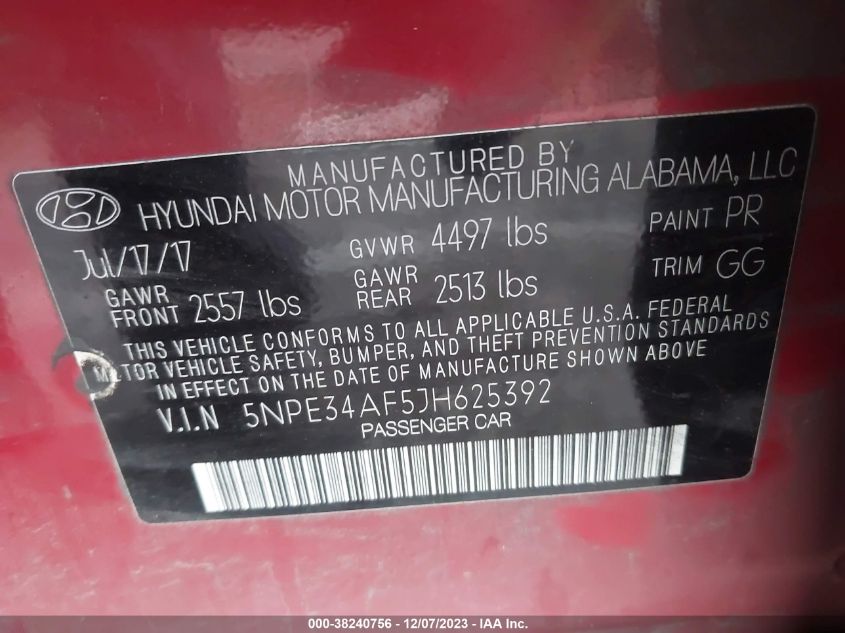 MANUFACTURED BY
HYUNDAI MOTOR MANUFACTURING ALABAMA, LLC
Jul/17/17 GVWR 4497 lbs PAINT PR
GAWR FRONT 2557 lbs GAWR REAR 2513 lbs TRIM GG
THIS VEHICLE CONFORMS TO ALL APPLICABLE U.S.A. FEDERAL
MOTOR VEHICLE SAFETY, BUMPER, AND THEFT PREVENTION STANDARDS
IN EFFECT ON THE DATE OF MANUFACTURE SHOWN ABOVE
V.I.N 5NPE34AF5JH625392
PASSENGER CAR
000-38240756 - 12/07/2023 - IAA Inc.